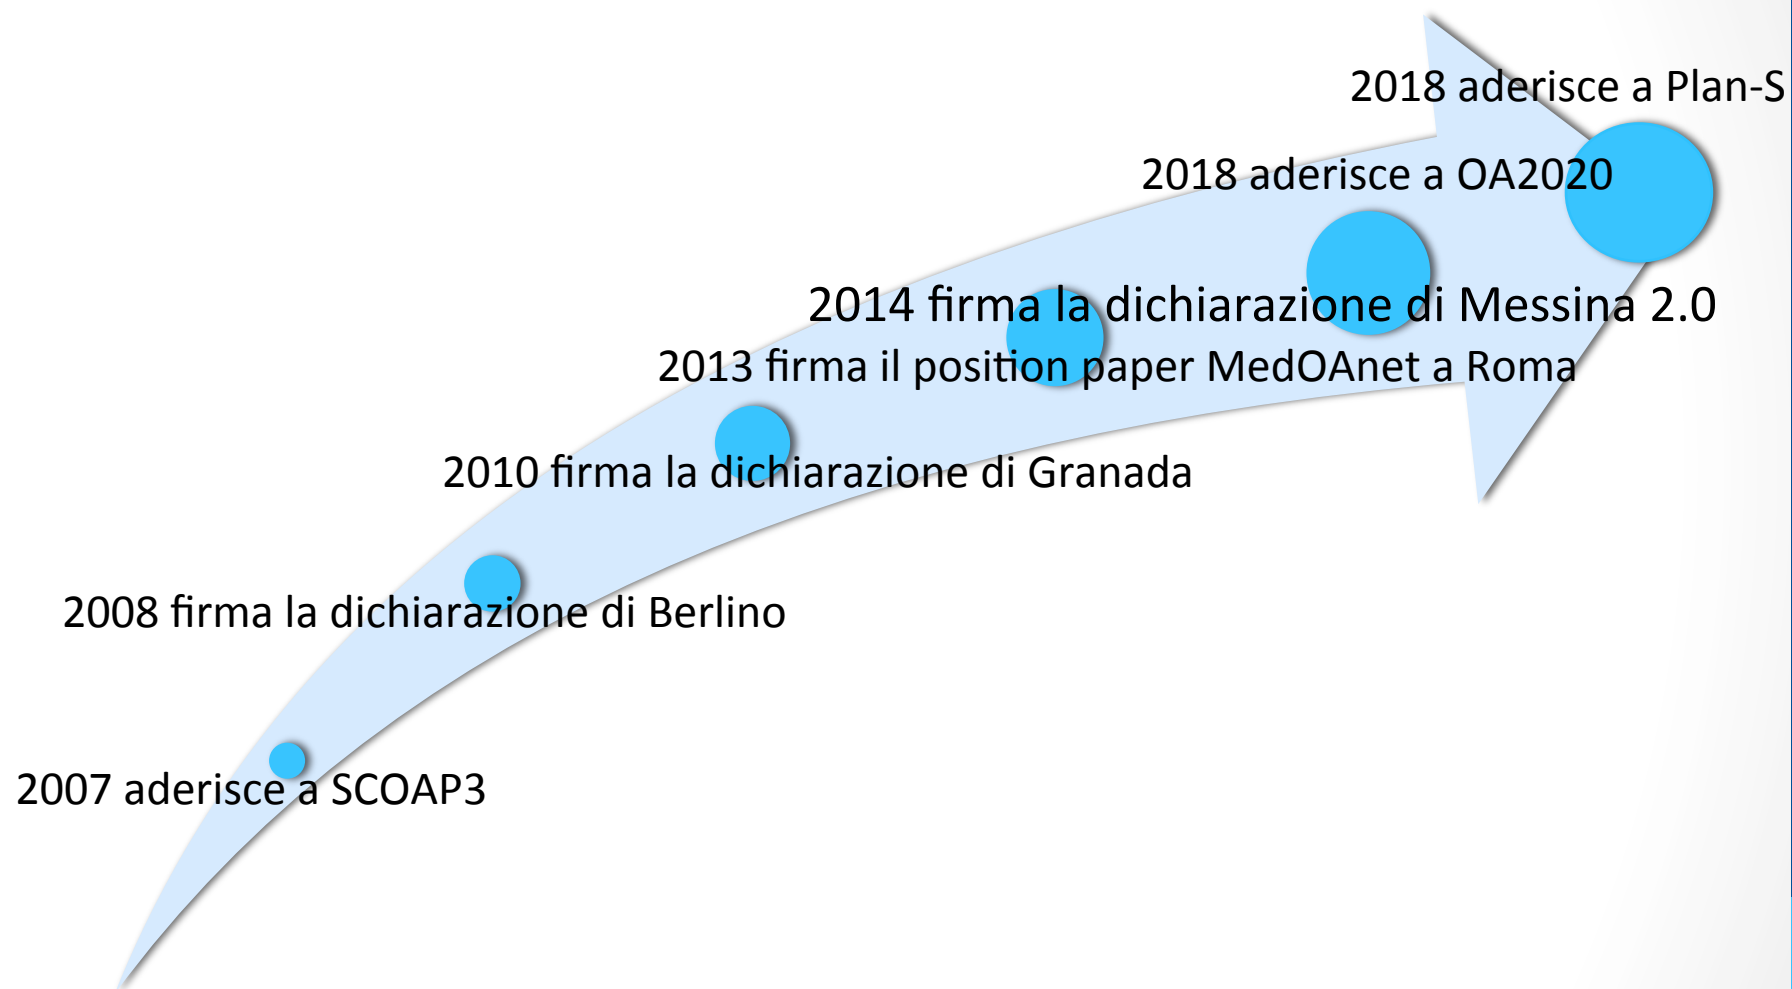 2018 aderisce a Plan-S
2018 aderisce a OA2020
2014 firma la dichiarazione di Messina 2.0
2013 firma il position paper MedOAnet a Roma
2010 firma la dichiarazione di Granada
2008 firma la dichiarazione di Berlino
2007 aderisce a SCOAP3